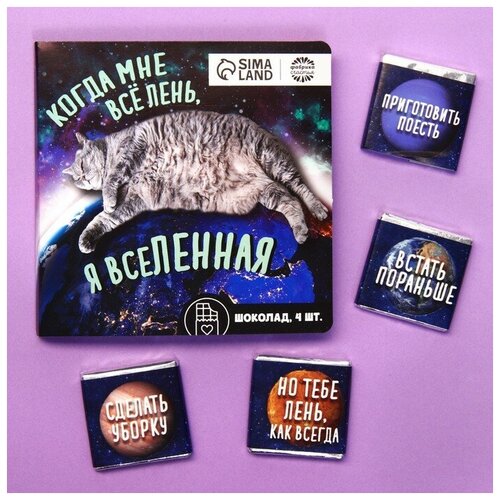 SIMA
LAND
фабрика
счастья
КОГДА МНЕ
ВСЁ ЛЕНЬ,
Я ВСЕЛЕННАЯ
ШОКОЛАД, 4 ШТ.
ПРИГОТОВИТЬ
ПОЕСТЬ
ВСТАТЬ
ПОРАНЬШЕ
СДЕЛАТЬ
УБОРКУ
НО ТЕБЕ
ЛЕНЬ,
КАК ВСЕГДА